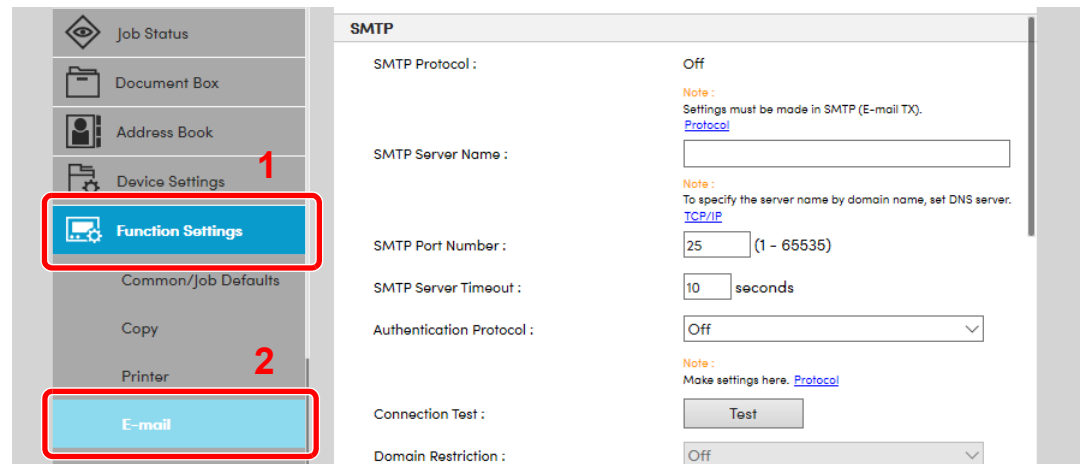 Job Status
Document Box
Address Book
1
Device Settings
Function Settings
Common/Job Defaults
Copy
2
Printer
E-mail
SMTP
SMTP Protocol :
Off
Note :
Settings must be made in SMTP (E-mail TX).
Protocol
SMTP Server Name :
Note :
To specify the server name by domain name, set DNS server.
TCP/IP
SMTP Port Number :
25 (1 - 65535)
SMTP Server Timeout :
10 seconds
Authentication Protocol :
Off
Note :
Make settings here. Protocol
Connection Test :
Test
Domain Restriction :
Off